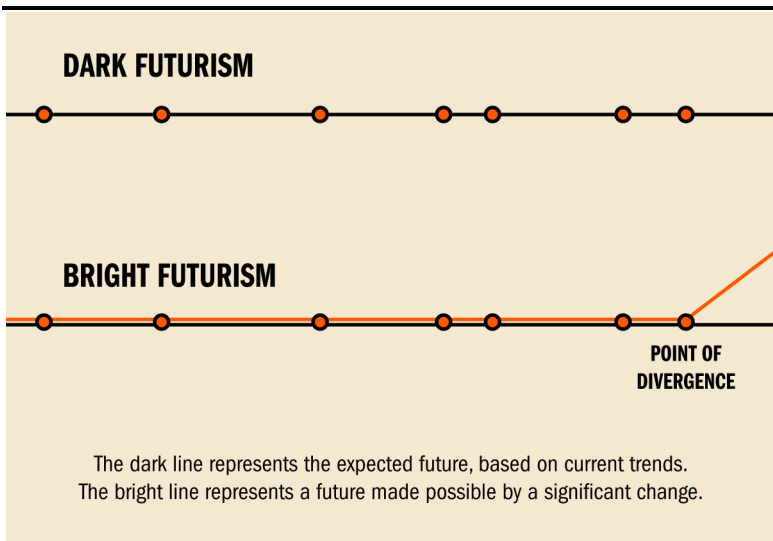 DARK FUTURISM
BRIGHT FUTURISM
POINT OF
DIVERGENCE
The dark line represents the expected future, based on current trends.
The bright line represents a future made possible by a significant change.